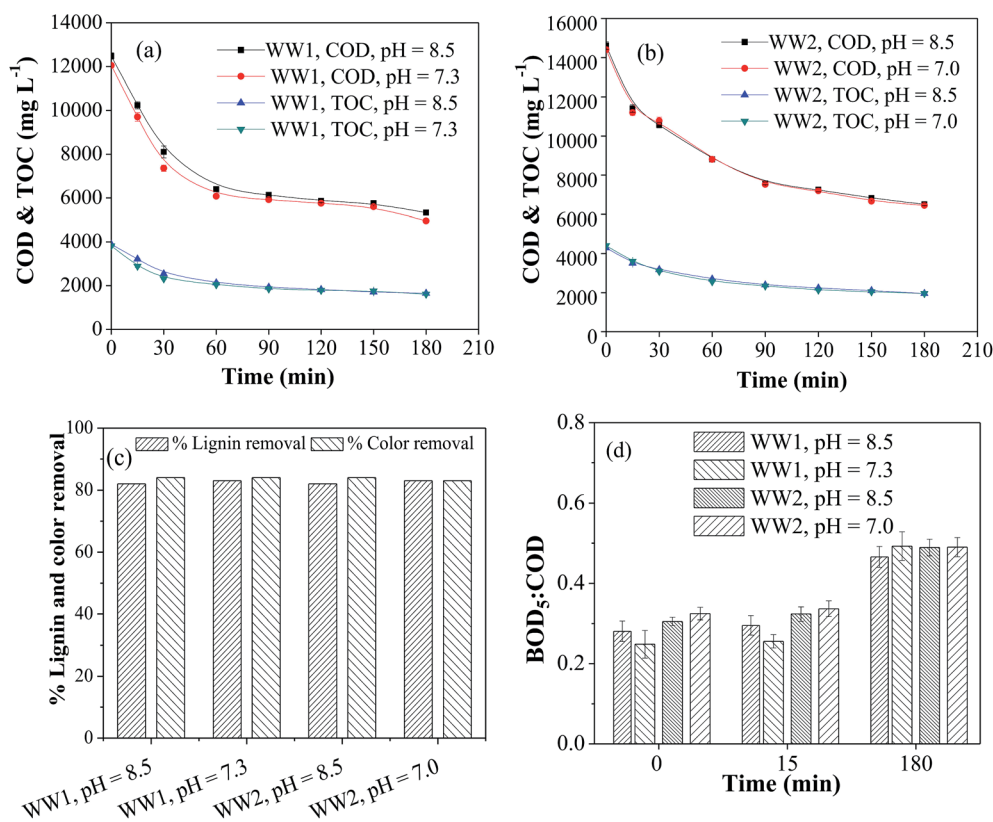 (a)
WW1, COD, pH = 8.5
WW1, COD, pH = 7.3
WW1, TOC, pH = 8.5
WW1, TOC, pH = 7.3
COD & TOC (mg L⁻¹)
14000
12000
10000
8000
6000
4000
2000
0
0 30 60 90 120 150 180 210
Time (min)
(b)
WW2, COD, pH = 8.5
WW2, COD, pH = 7.0
WW2, TOC, pH = 8.5
WW2, TOC, pH = 7.0
COD & TOC (mg L⁻¹)
16000
14000
12000
10000
8000
6000
4000
2000
0
0 30 60 90 120 150 180 210
Time (min)
(c)
% Lignin removal % Color removal
% Lignin and color removal
100
80
60
40
20
0
WW1, pH = 8.5
WW1, pH = 7.3
WW2, pH = 8.5
WW2, pH = 7.0
(d)
WW1, pH = 8.5
WW1, pH = 7.3
WW2, pH = 8.5
WW2, pH = 7.0
BOD₅:COD
0.8
0.6
0.4
0.2
0.0
0 15 180
Time (min)